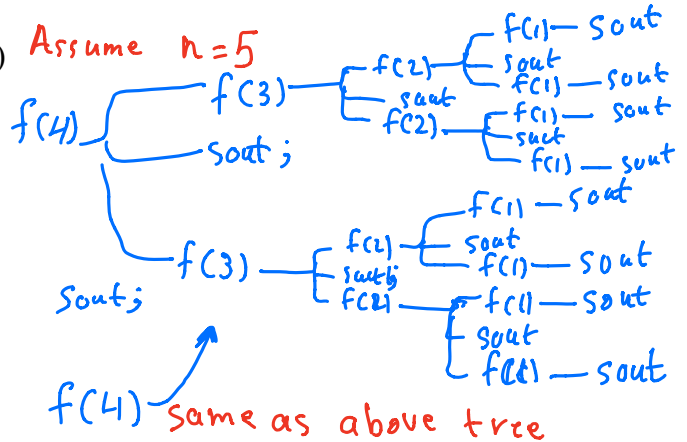 ) Assume n=5
f(1) — sout
f(2) sout
f(3) f(1) — sout
sout
f(4) f(2) f(1) — sout
sout
sout; f(1) — sout
f(1) — sout
f(2) sout
f(3) f(1) — sout
sout;
sout; f(2) f(1) — sout
sout
f(1) — sout
f(4) same as above tree